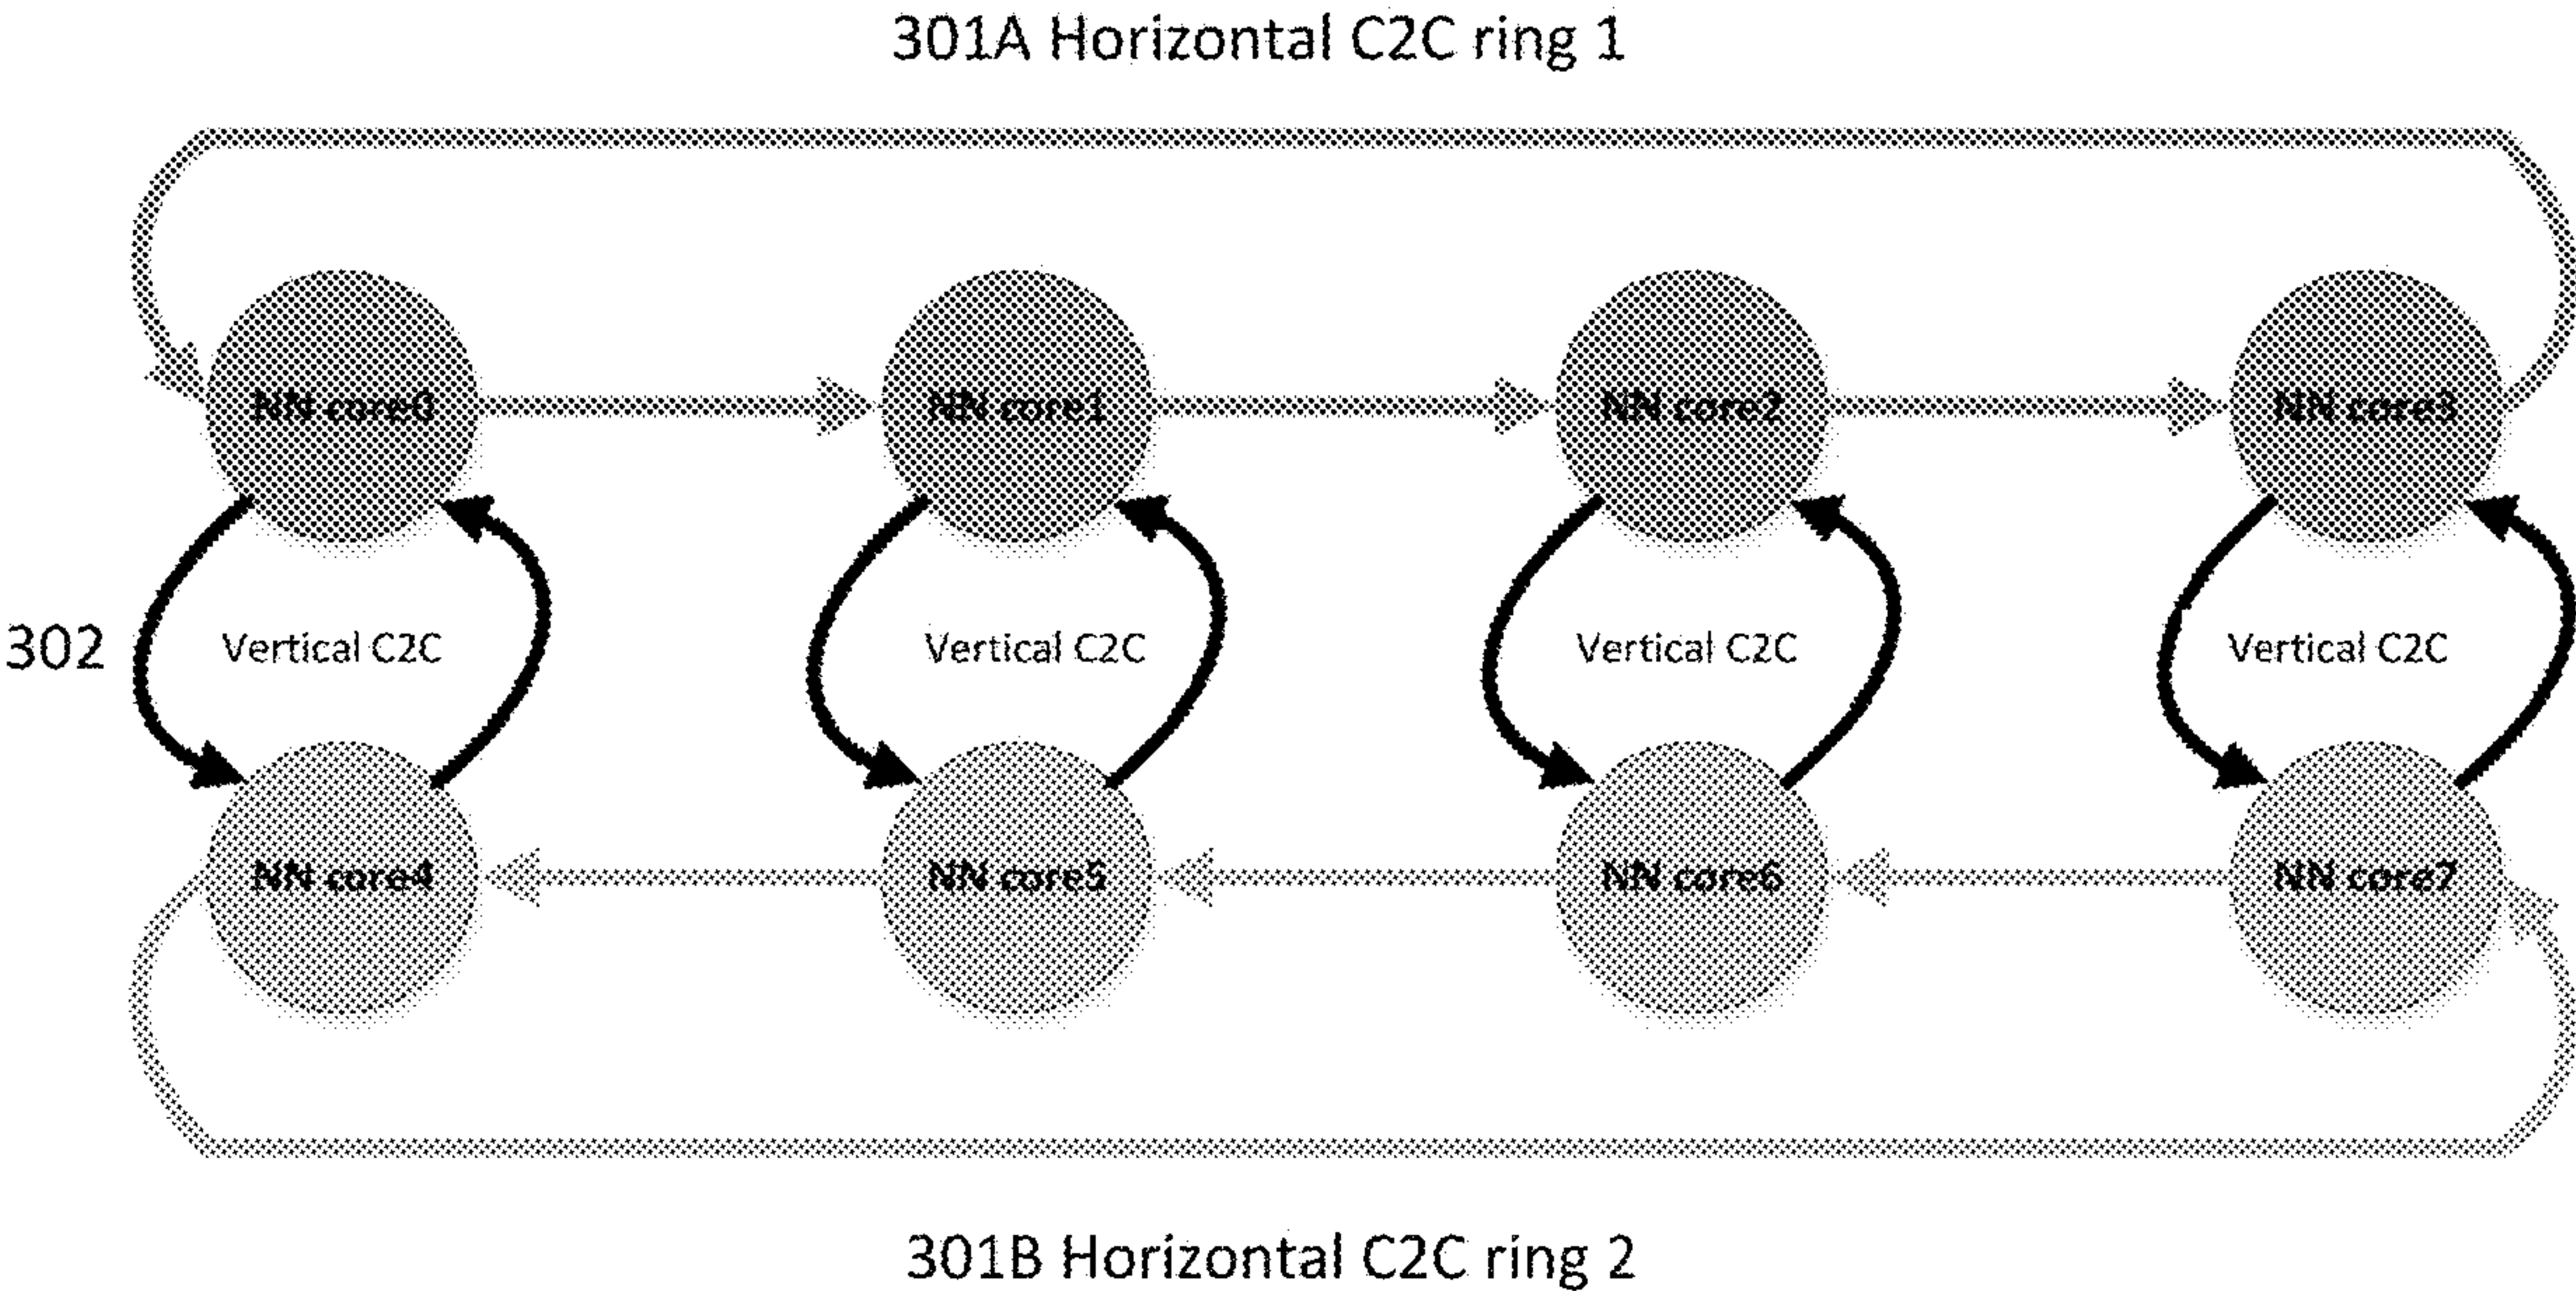 301A Horizontal C2C ring 1
NN core0
NN core1
NN core2
NN core3
302
Vertical C2C
Vertical C2C
Vertical C2C
Vertical C2C
NN core4
NN core5
NN core6
NN core7
301B Horizontal C2C ring 2